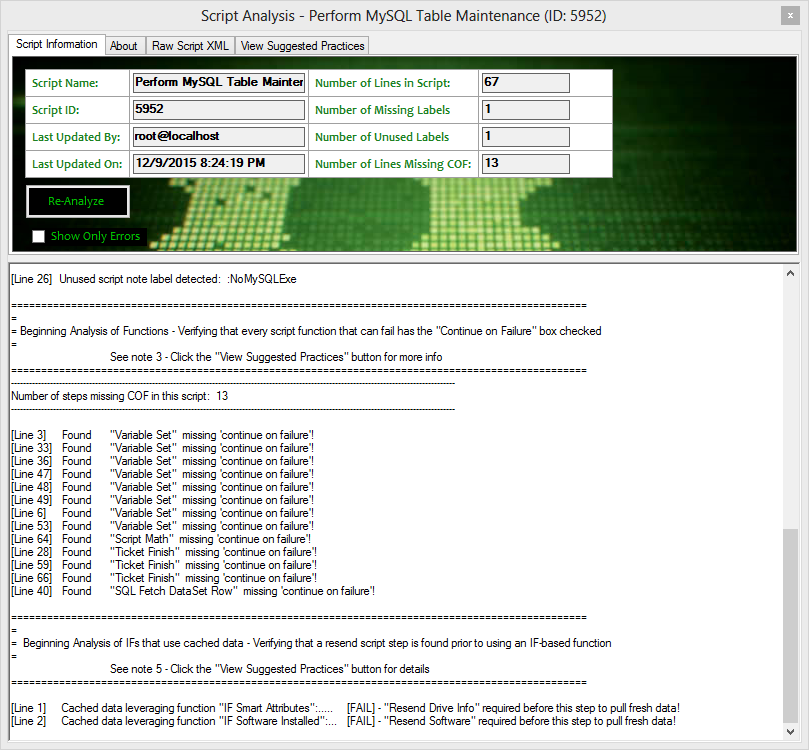 Script Analysis - Perform MySQL Table Maintenance (ID: 5952)
x
Script Information About Raw Script XML View Suggested Practices
Script Name: Perform MySQL Table Mainter Number of Lines in Script: 67
Script ID: 5952 Number of Missing Labels 1
Last Updated By: root@localhost Number of Unused Labels 1
Last Updated On: 12/9/2015 8:24:19 PM Number of Lines Missing COF: 13
Re-Analyze
Show Only Errors
[Line 26] Unused script note label detected: :NoMySQLExe
================================================================================================
=
= Beginning Analysis of Functions - Verifying that every script function that can fail has the "Continue on Failure" box checked
=
See note 3 - Click the "View Suggested Practices" button for more info
================================================================================================
----------------------------------------------------------------------------------------------------------------------------------------------------
Number of steps missing COF in this script: 13
----------------------------------------------------------------------------------------------------------------------------------------------------
[Line 3] Found "Variable Set" missing 'continue on failure'!
[Line 33] Found "Variable Set" missing 'continue on failure'!
[Line 36] Found "Variable Set" missing 'continue on failure'!
[Line 47] Found "Variable Set" missing 'continue on failure'!
[Line 48] Found "Variable Set" missing 'continue on failure'!
[Line 49] Found "Variable Set" missing 'continue on failure'!
[Line 6] Found "Variable Set" missing 'continue on failure'!
[Line 53] Found "Variable Set" missing 'continue on failure'!
[Line 64] Found "Script Math" missing 'continue on failure'!
[Line 28] Found "Ticket Finish" missing 'continue on failure'!
[Line 59] Found "Ticket Finish" missing 'continue on failure'!
[Line 66] Found "Ticket Finish" missing 'continue on failure'!
[Line 40] Found "SQL Fetch DataSet Row" missing 'continue on failure'!
================================================================================================
=
= Beginning Analysis of IFs that use cached data - Verifying that a resend script step is found prior to using an IF-based function
=
See note 5 - Click the "View Suggested Practices" button for details
================================================================================================
[Line 1] Cached data leveraging function "IF Smart Attributes":..... [FAIL] - "Resend Drive Info" required before this step to pull fresh data!
[Line 2] Cached data leveraging function "IF Software Installed":... [FAIL] - "Resend Software" required before this step to pull fresh data!